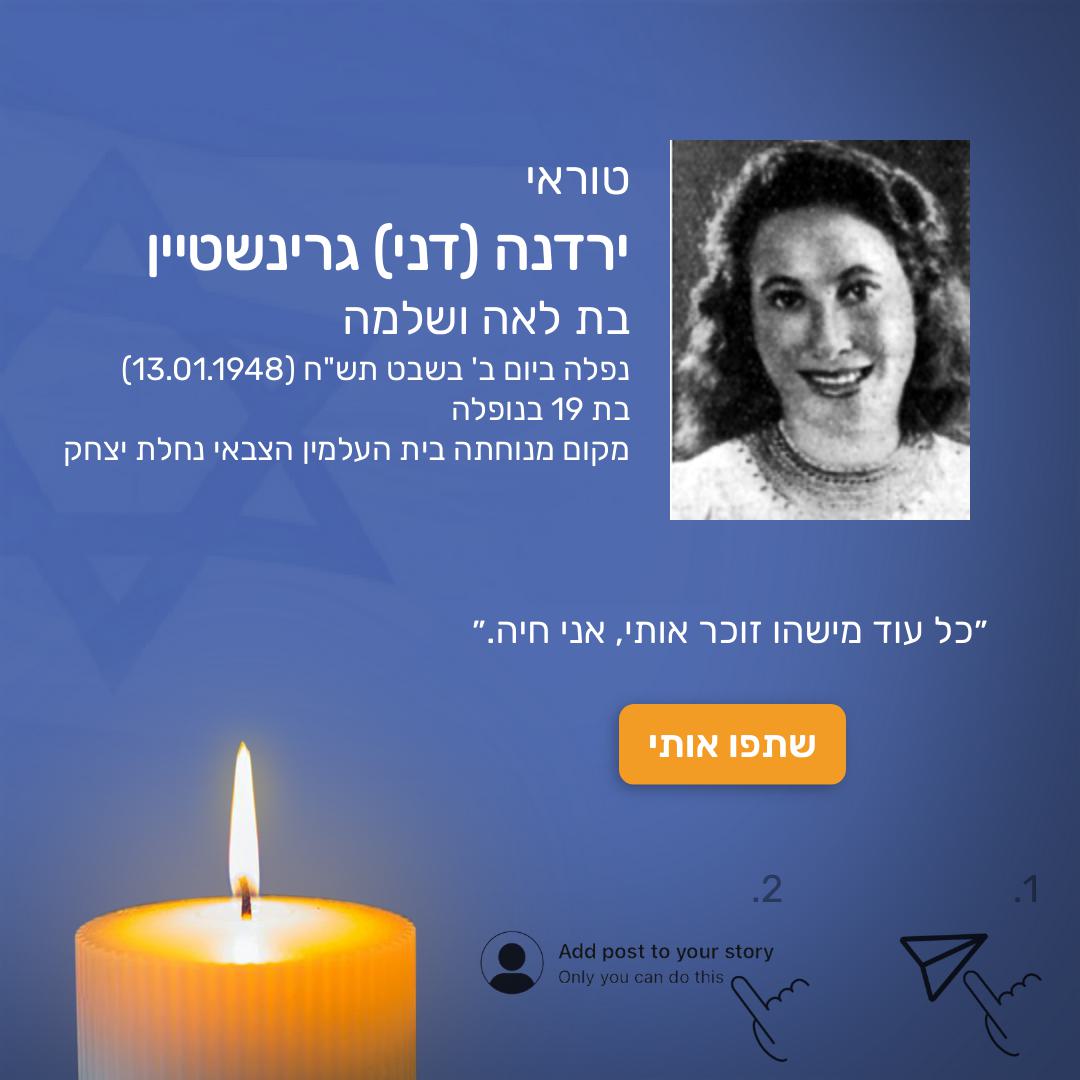 טוראי
ירדנה (דני) גרינשטיין
בת לאה ושלמה
נפלה ביום ב' בשבט תש"ח (13.01.1948)
בת 19 בנופלה
מקום מנוחתה בית העלמין הצבאי נחלת יצחק
״כל עוד מישהו זוכר אותי, אני חיה.״
שתפו אותי
.1
.2
Add post to your story
Only you can do this